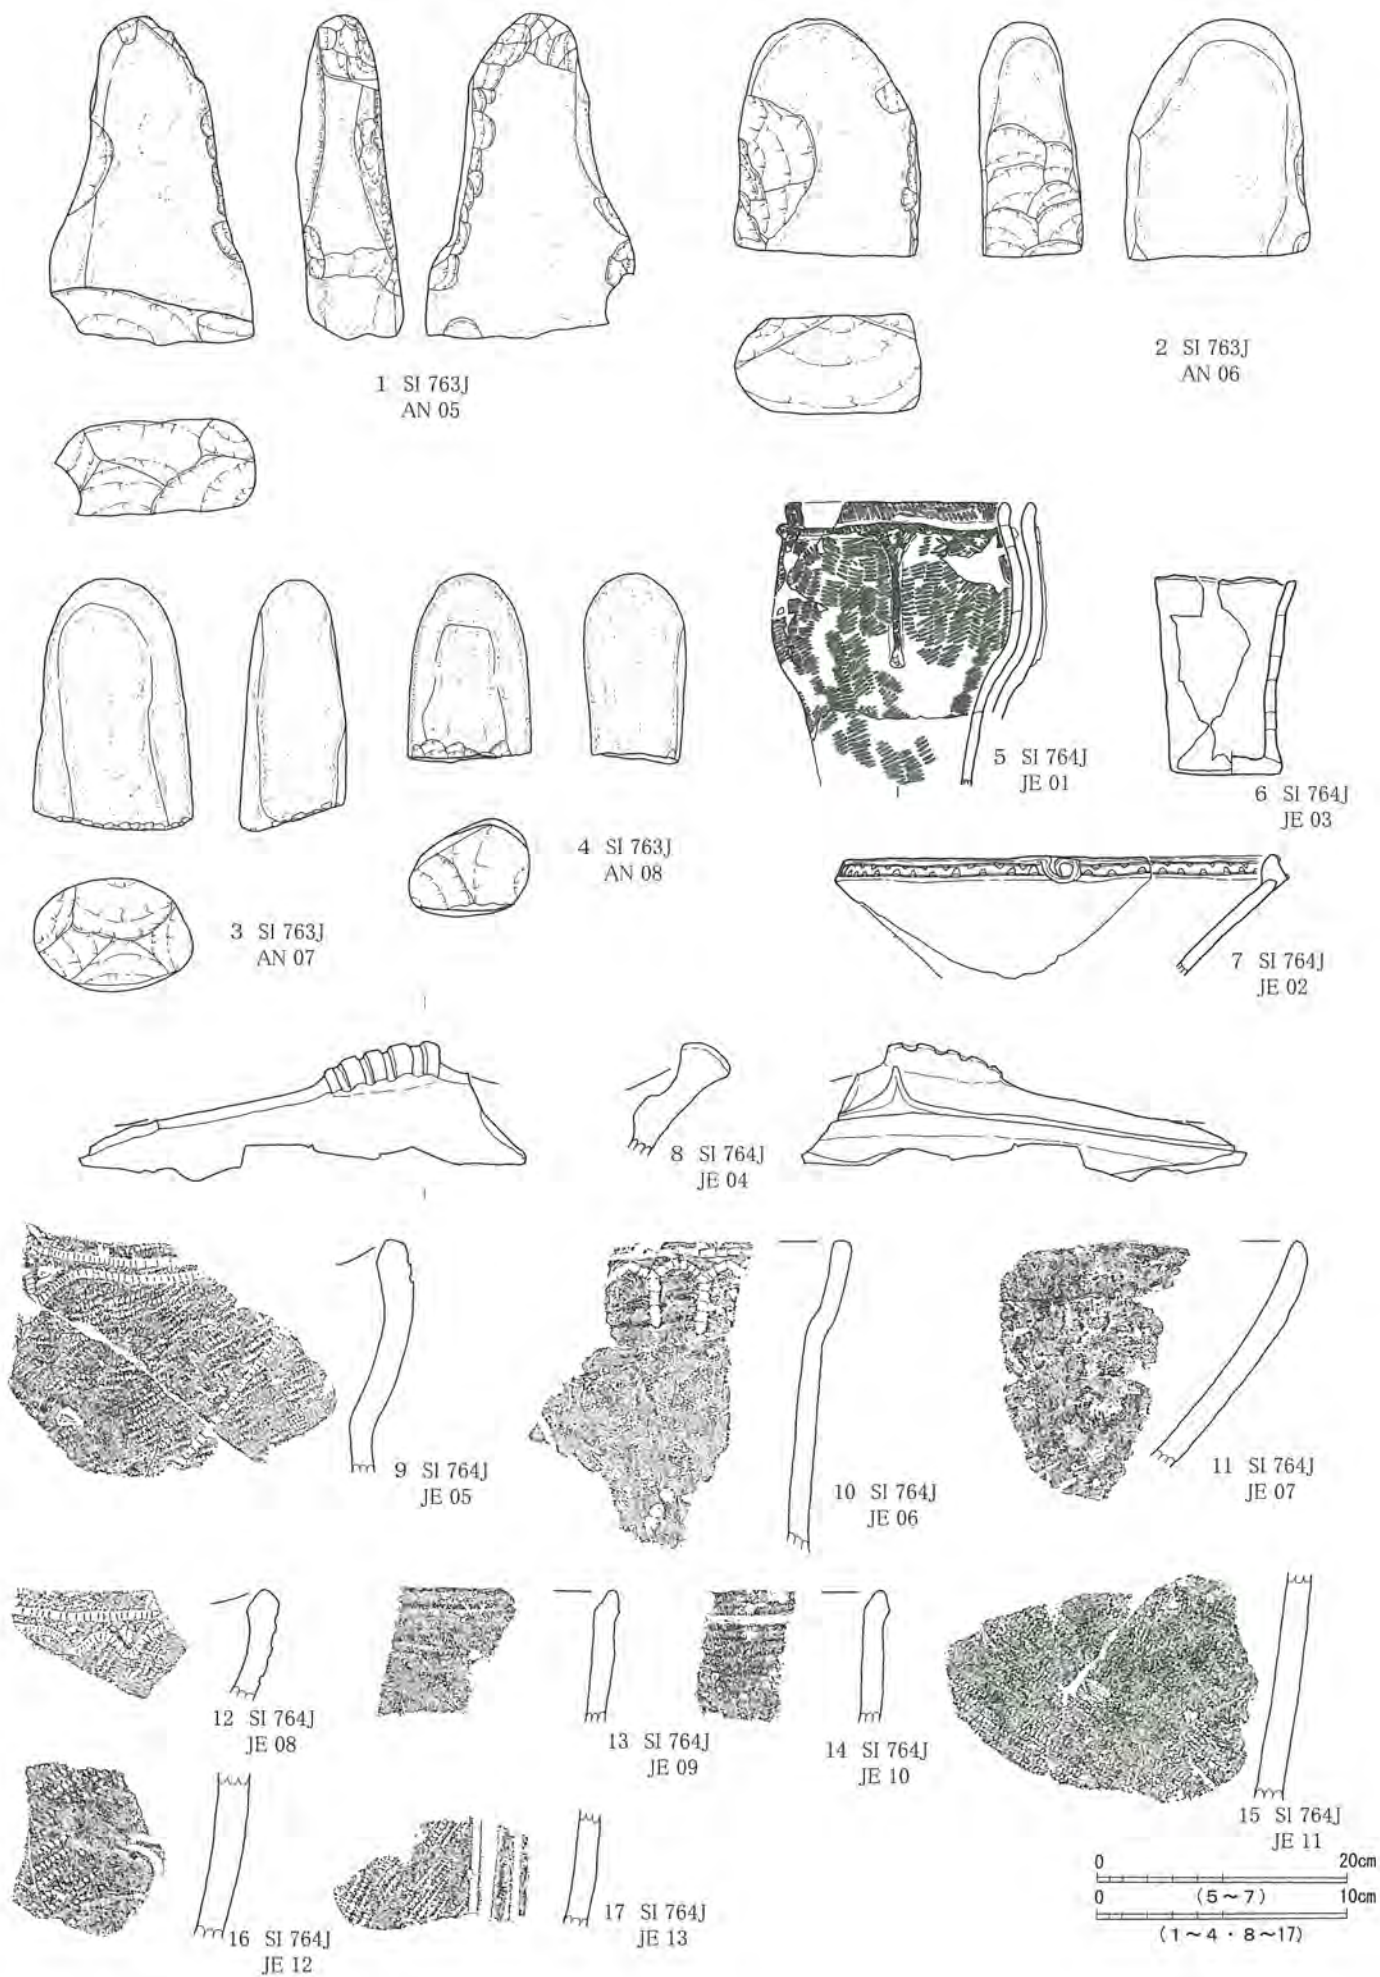 1 SI 763J
AN 05
2 SI 763J
AN 06
3 SI 763J
AN 07
4 SI 763J
AN 08
5 SI 764J
JE 01
6 SI 764J
JE 03
7 SI 764J
JE 02
8 SI 764J
JE 04
9 SI 764J
JE 05
10 SI 764J
JE 06
11 SI 764J
JE 07
12 SI 764J
JE 08
13 SI 764J
JE 09
14 SI 764J
JE 10
15 SI 764J
JE 11
16 SI 764J
JE 12
17 SI 764J
JE 13
0 20cm
(5～7)
0 10cm
(1～4・8～17)